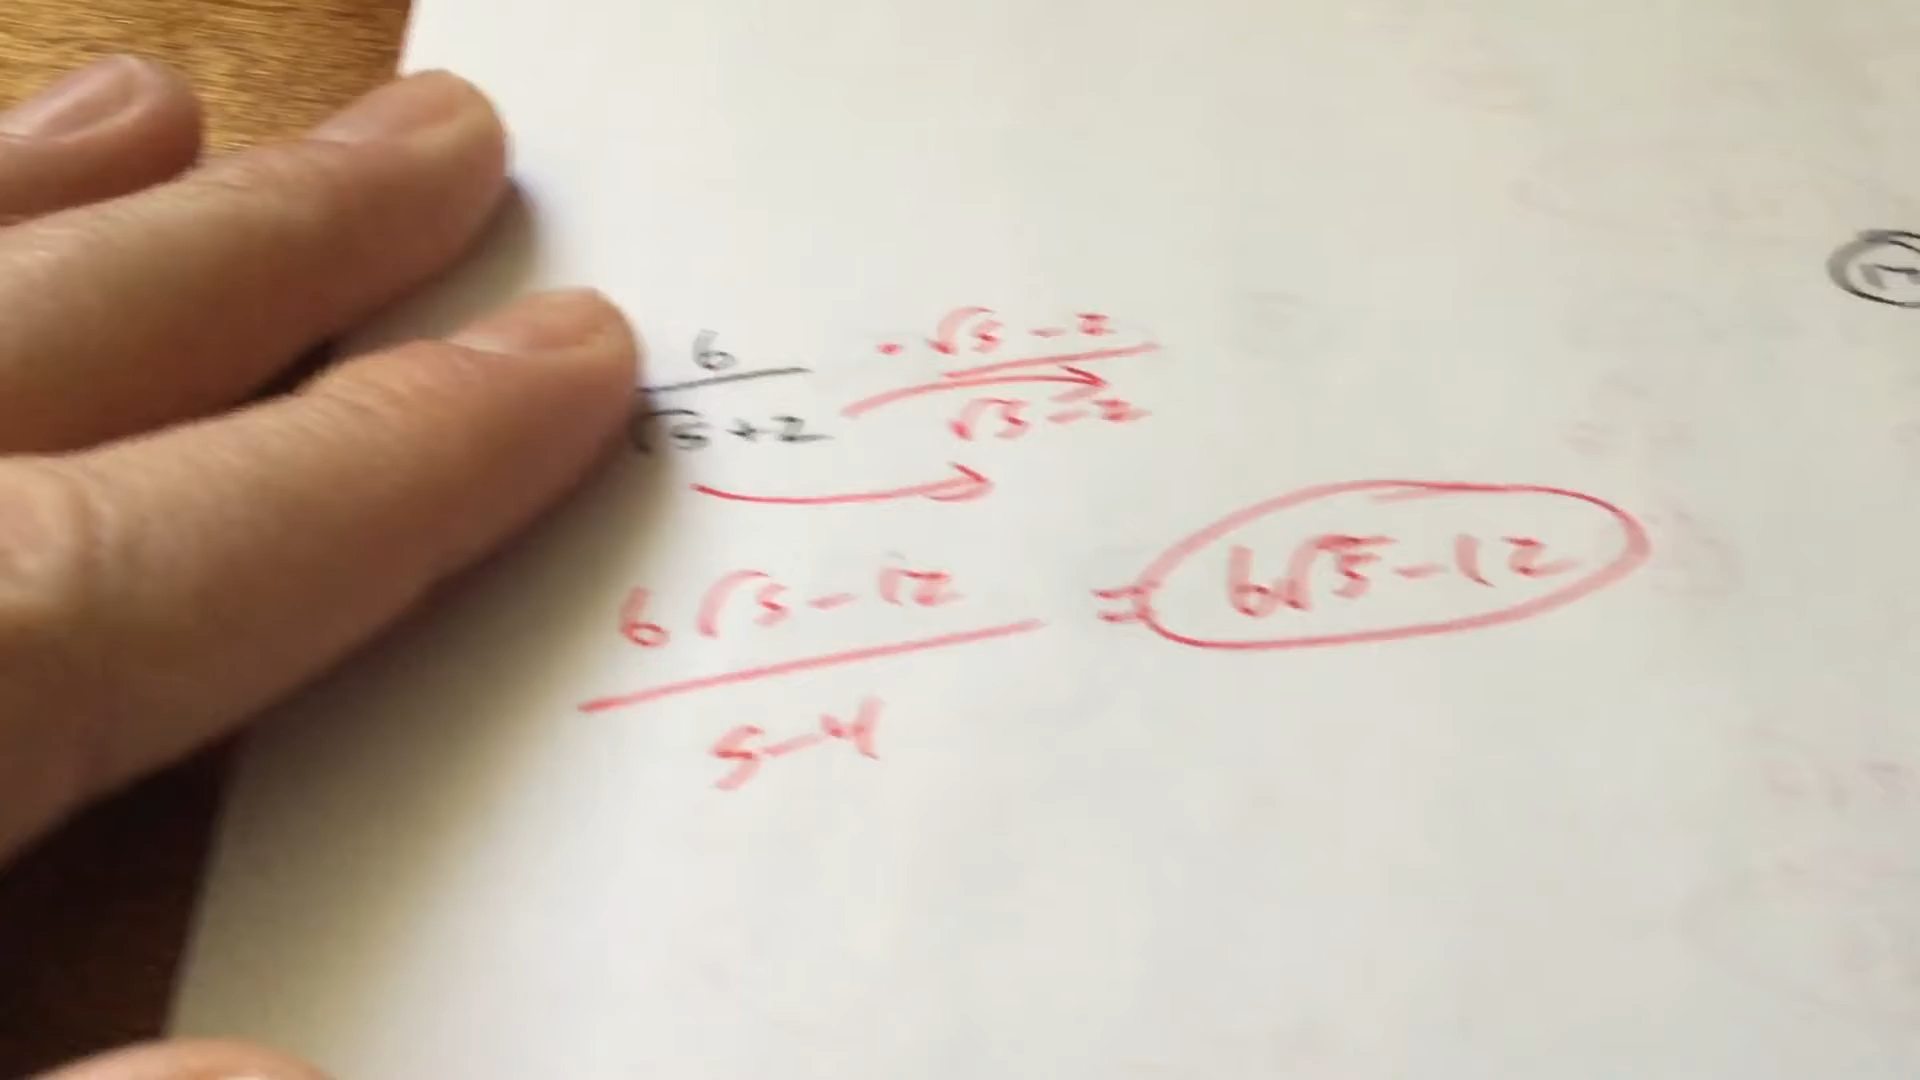 6 · √5 - 2
√5 + 2 √5 - 2
6√5 - 12 = 6√5 - 12
5 - 4